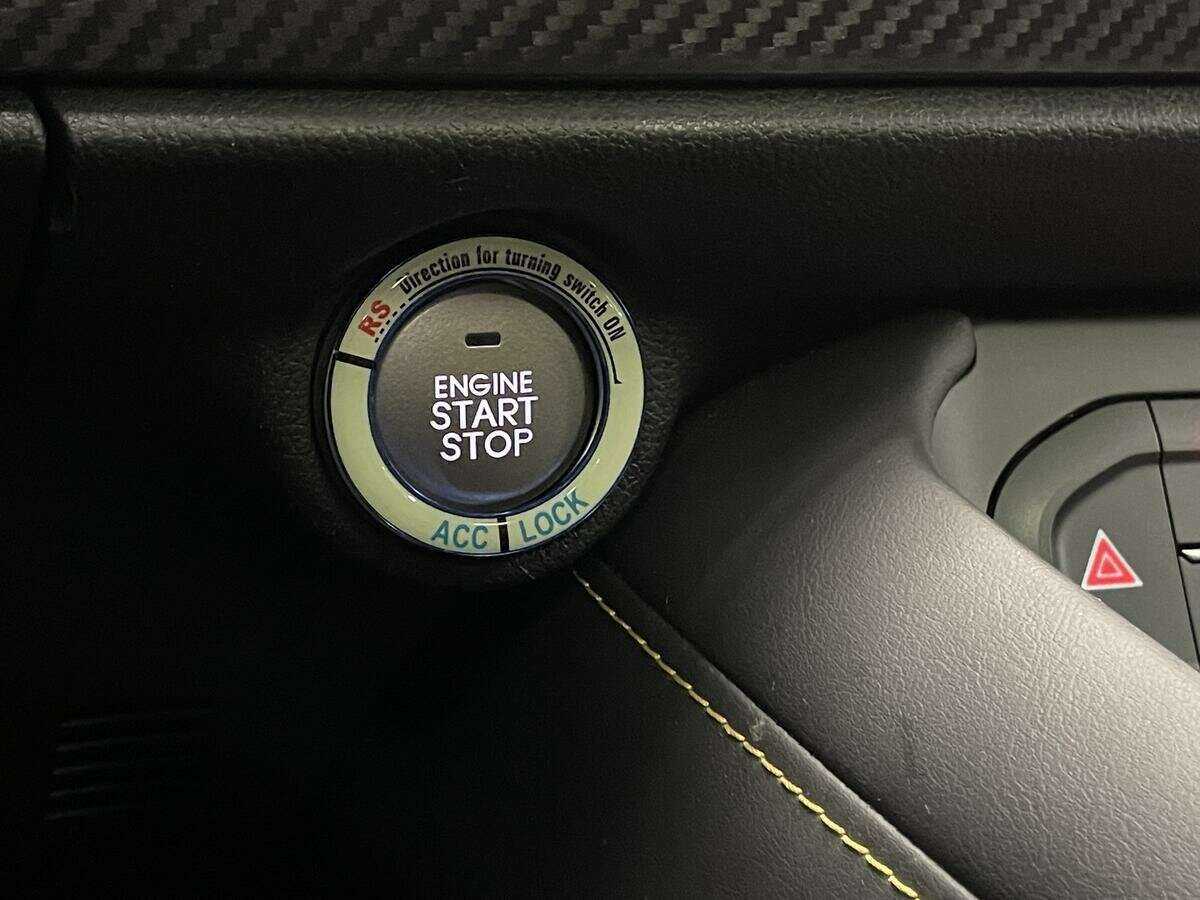 RS Direction for turning switch ON
ENGINE
START
STOP
ACC LOCK